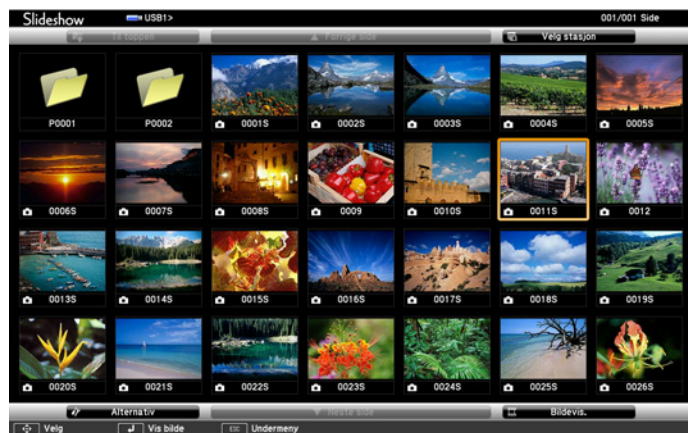 Slideshow USB1> 001/001 Side
Til toppen ▲ Forrige side Velg stasjon
P0001 P0002 0001S 0002S 0003S 0004S 0005S
0006S 0007S 0008S 0009 0010S 0011S 0012
0013S 0014S 0015S 0016S 0017S 0018S 0019S
0020S 0021S 0022S 0023S 0024S 0025S 0026S
Alternativ ▼ Neste side Bildevis.
Velg Vis bilde ESC Undermeny